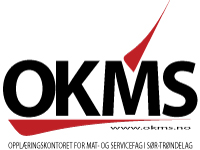 OKMS
www.okms.no
OPPLÆRINGSKONTORET FOR MAT- OG SERVICEFAG I SØR-TRØNDELAG